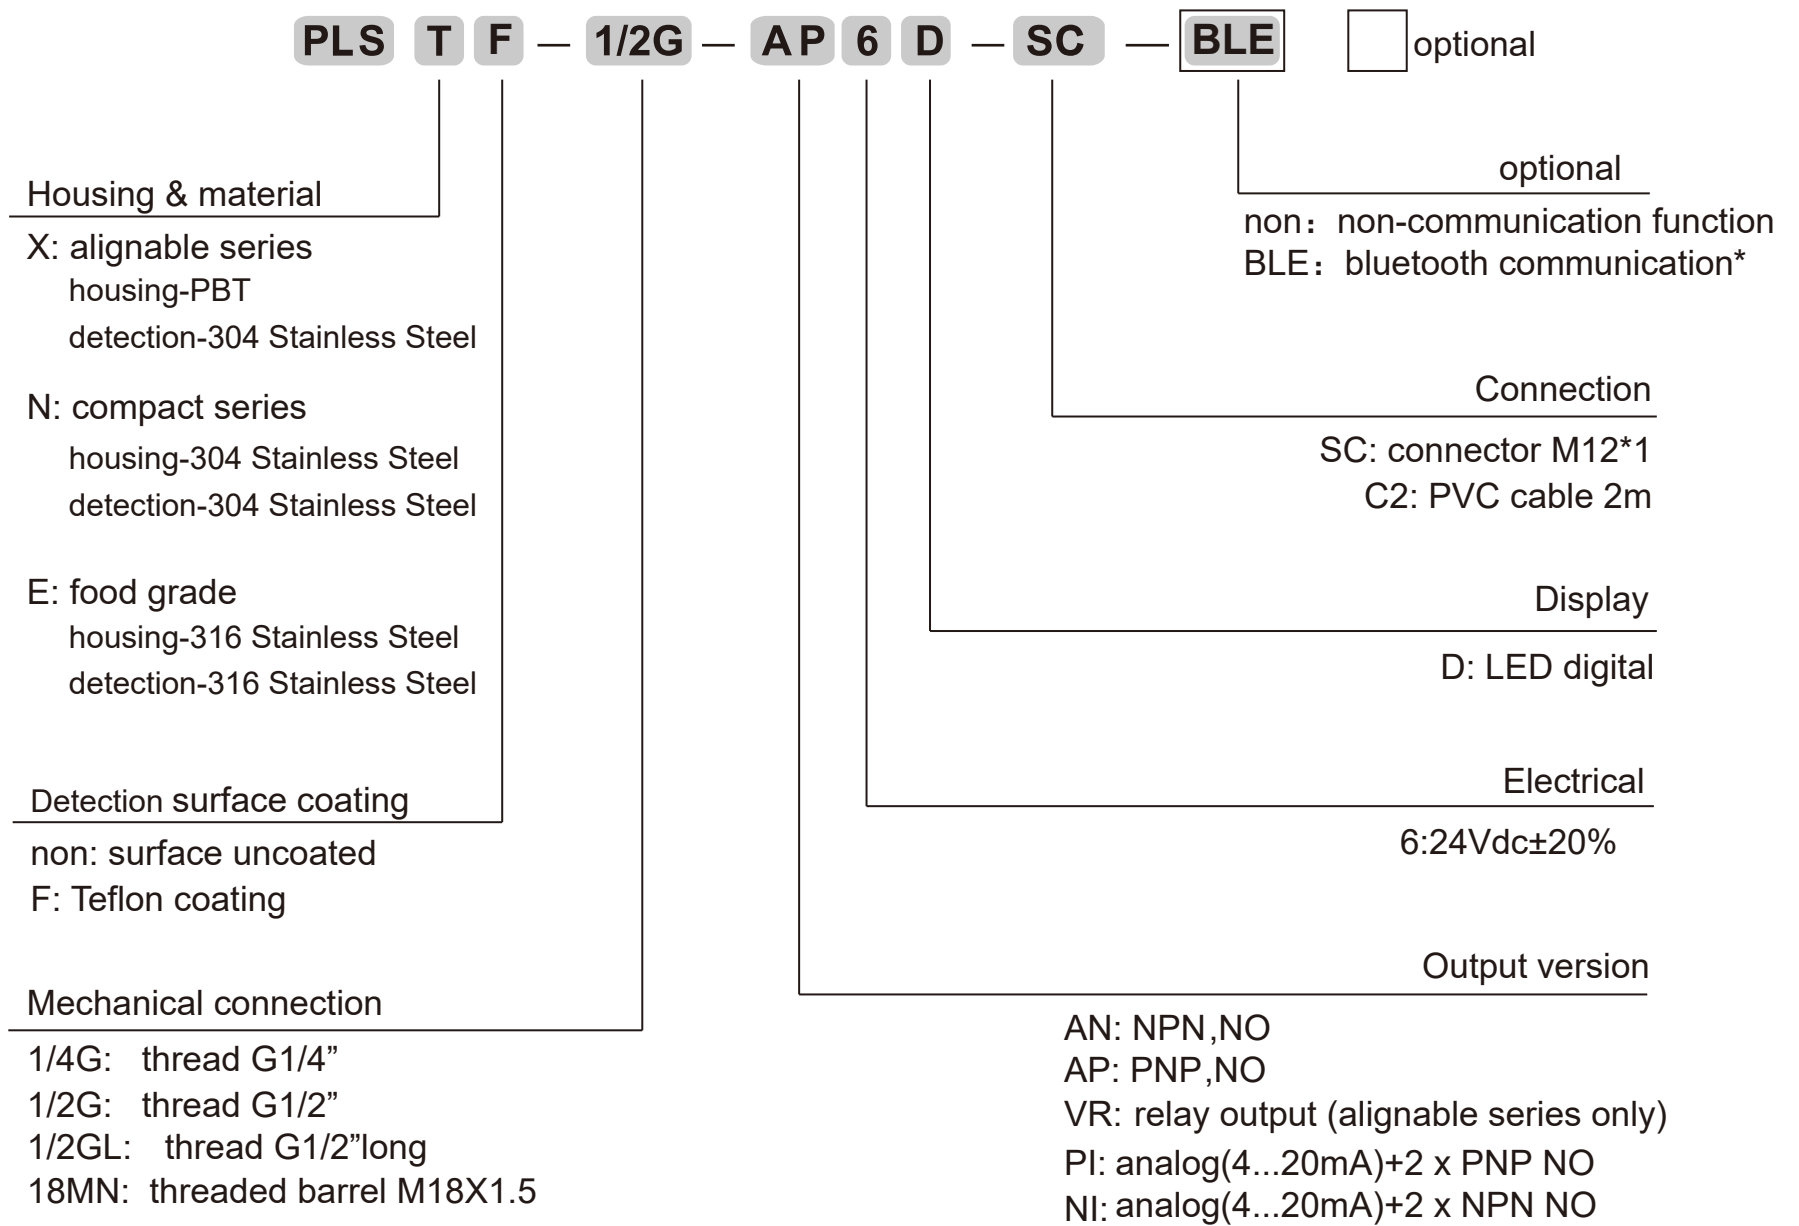 PLS T F — 1/2G — AP 6 D — SC — BLE optional
Housing & material
X: alignable series
housing-PBT
detection-304 Stainless Steel
N: compact series
housing-304 Stainless Steel
detection-304 Stainless Steel
E: food grade
housing-316 Stainless Steel
detection-316 Stainless Steel
Detection surface coating
non: surface uncoated
F: Teflon coating
Mechanical connection
1/4G: thread G1/4”
1/2G: thread G1/2”
1/2GL: thread G1/2”long
18MN: threaded barrel M18X1.5
optional
non：non-communication function
BLE：bluetooth communication*
Connection
SC: connector M12*1
C2: PVC cable 2m
Display
D: LED digital
Electrical
6:24Vdc±20%
Output version
AN: NPN,NO
AP: PNP,NO
VR: relay output (alignable series only)
PI: analog(4...20mA)+2 x PNP NO
NI: analog(4...20mA)+2 x NPN NO